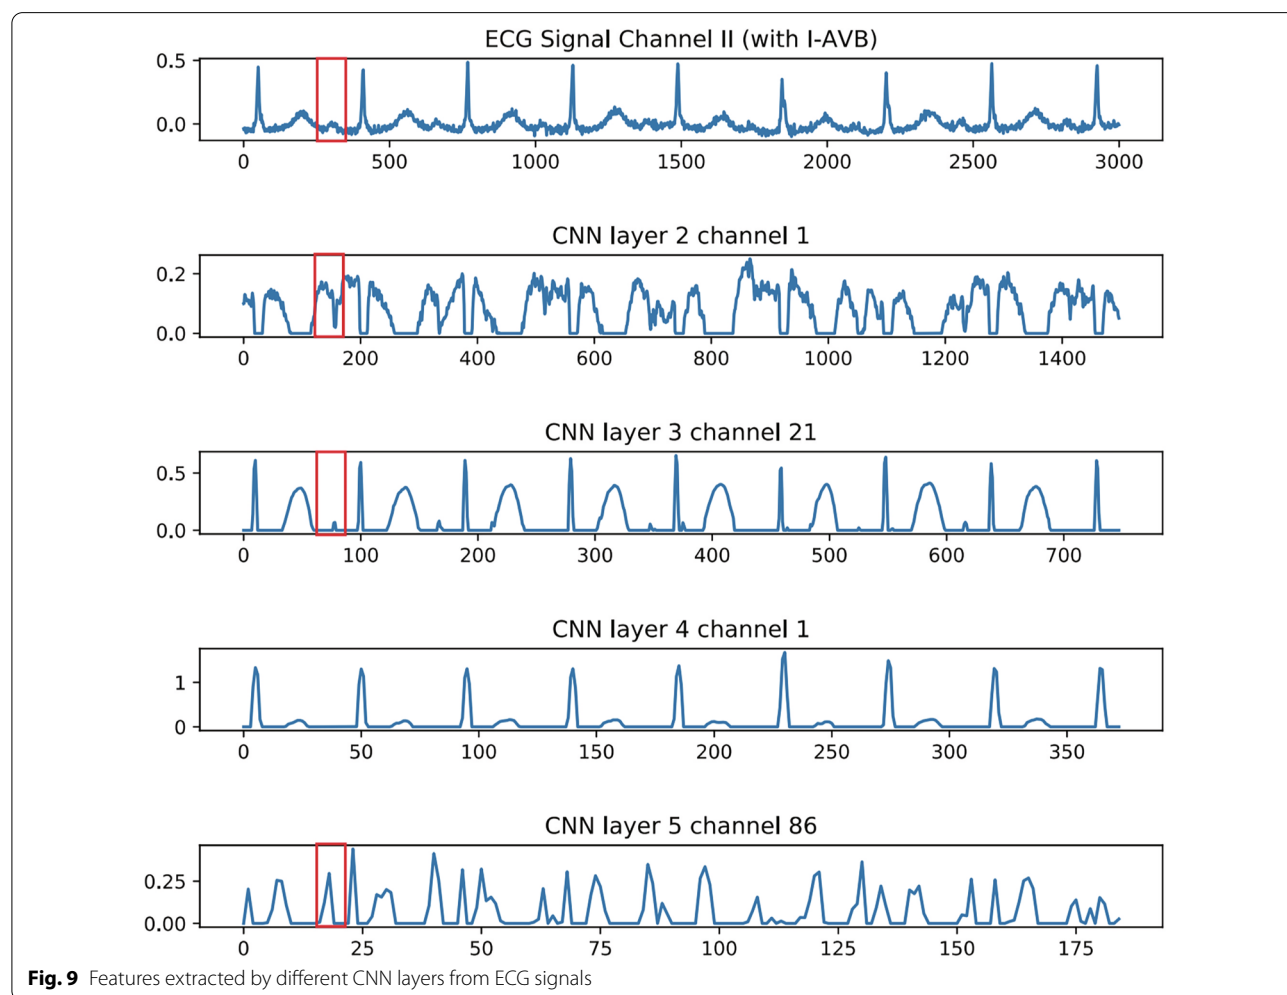 ECG Signal Channel II (with I-AVB)
0.5
0.0
0 500 1000 1500 2000 2500 3000
CNN layer 2 channel 1
0.2
0.0
0 200 400 600 800 1000 1200 1400
CNN layer 3 channel 21
0.5
0.0
0 100 200 300 400 500 600 700
CNN layer 4 channel 1
1
0
0 50 100 150 200 250 300 350
CNN layer 5 channel 86
0.25
0.00
0 25 50 75 100 125 150 175
Fig. 9 Features extracted by different CNN layers from ECG signals